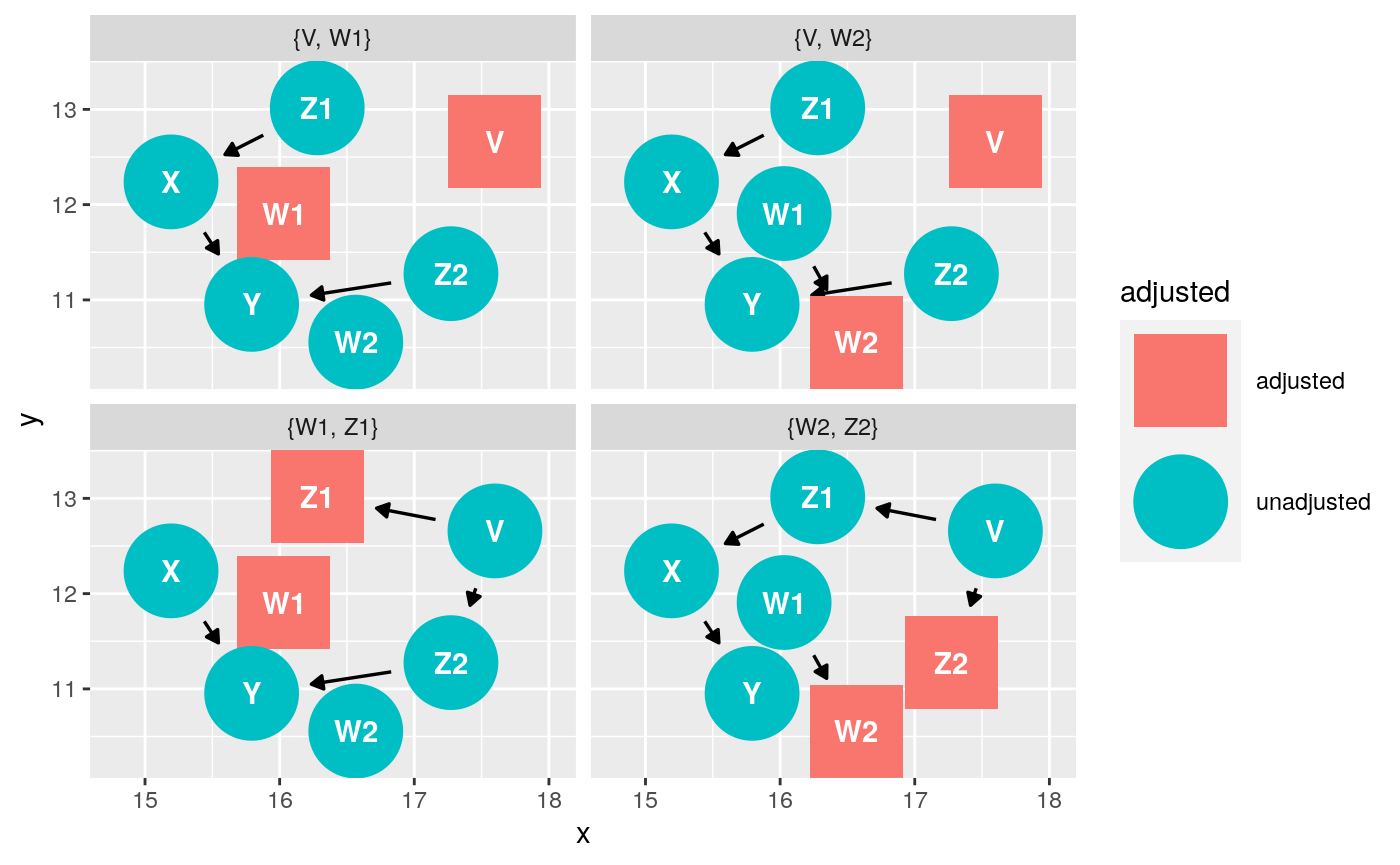 {V, W1}
{V, W2}
13
12
11
Z1
V
X
W1
Z2
Y
W2
Z1
V
X
W1
Z2
Y
W2
{W1, Z1}
{W2, Z2}
13
12
11
Z1
V
X
W1
Z2
Y
W2
Z1
V
X
W1
Z2
Y
W2
15 16 17 18
15 16 17 18
x
y
adjusted
adjusted
unadjusted